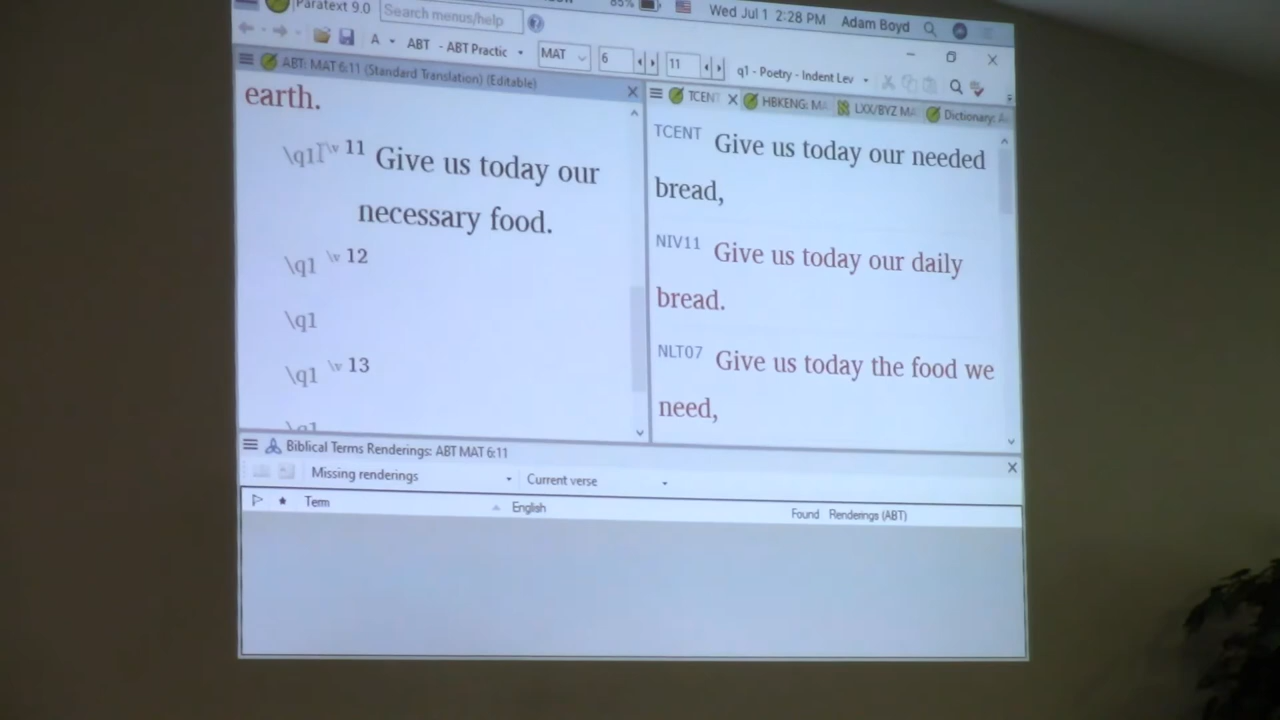 Paratext 9.0 Search menus/help 85% Wed Jul 1 2:28 PM Adam Boyd
A ABT - ABT Practic MAT 6 11 q1 - Poetry - Indent Lev
ABT: MAT 6:11 (Standard Translation) (Editable)
earth.
\q1 \v 11 Give us today our
necessary food.
\q1 \v 12
\q1
\q1 \v 13
\q1
TCENT HBKENG: MA LXX/BYZ MA Dictionary:
TCENT Give us today our needed
bread,
NIV11 Give us today our daily
bread.
NLT07 Give us today the food we
need,
Biblical Terms Renderings: ABT MAT 6:11
Missing renderings Current verse
Term English Found Renderings (ABT)